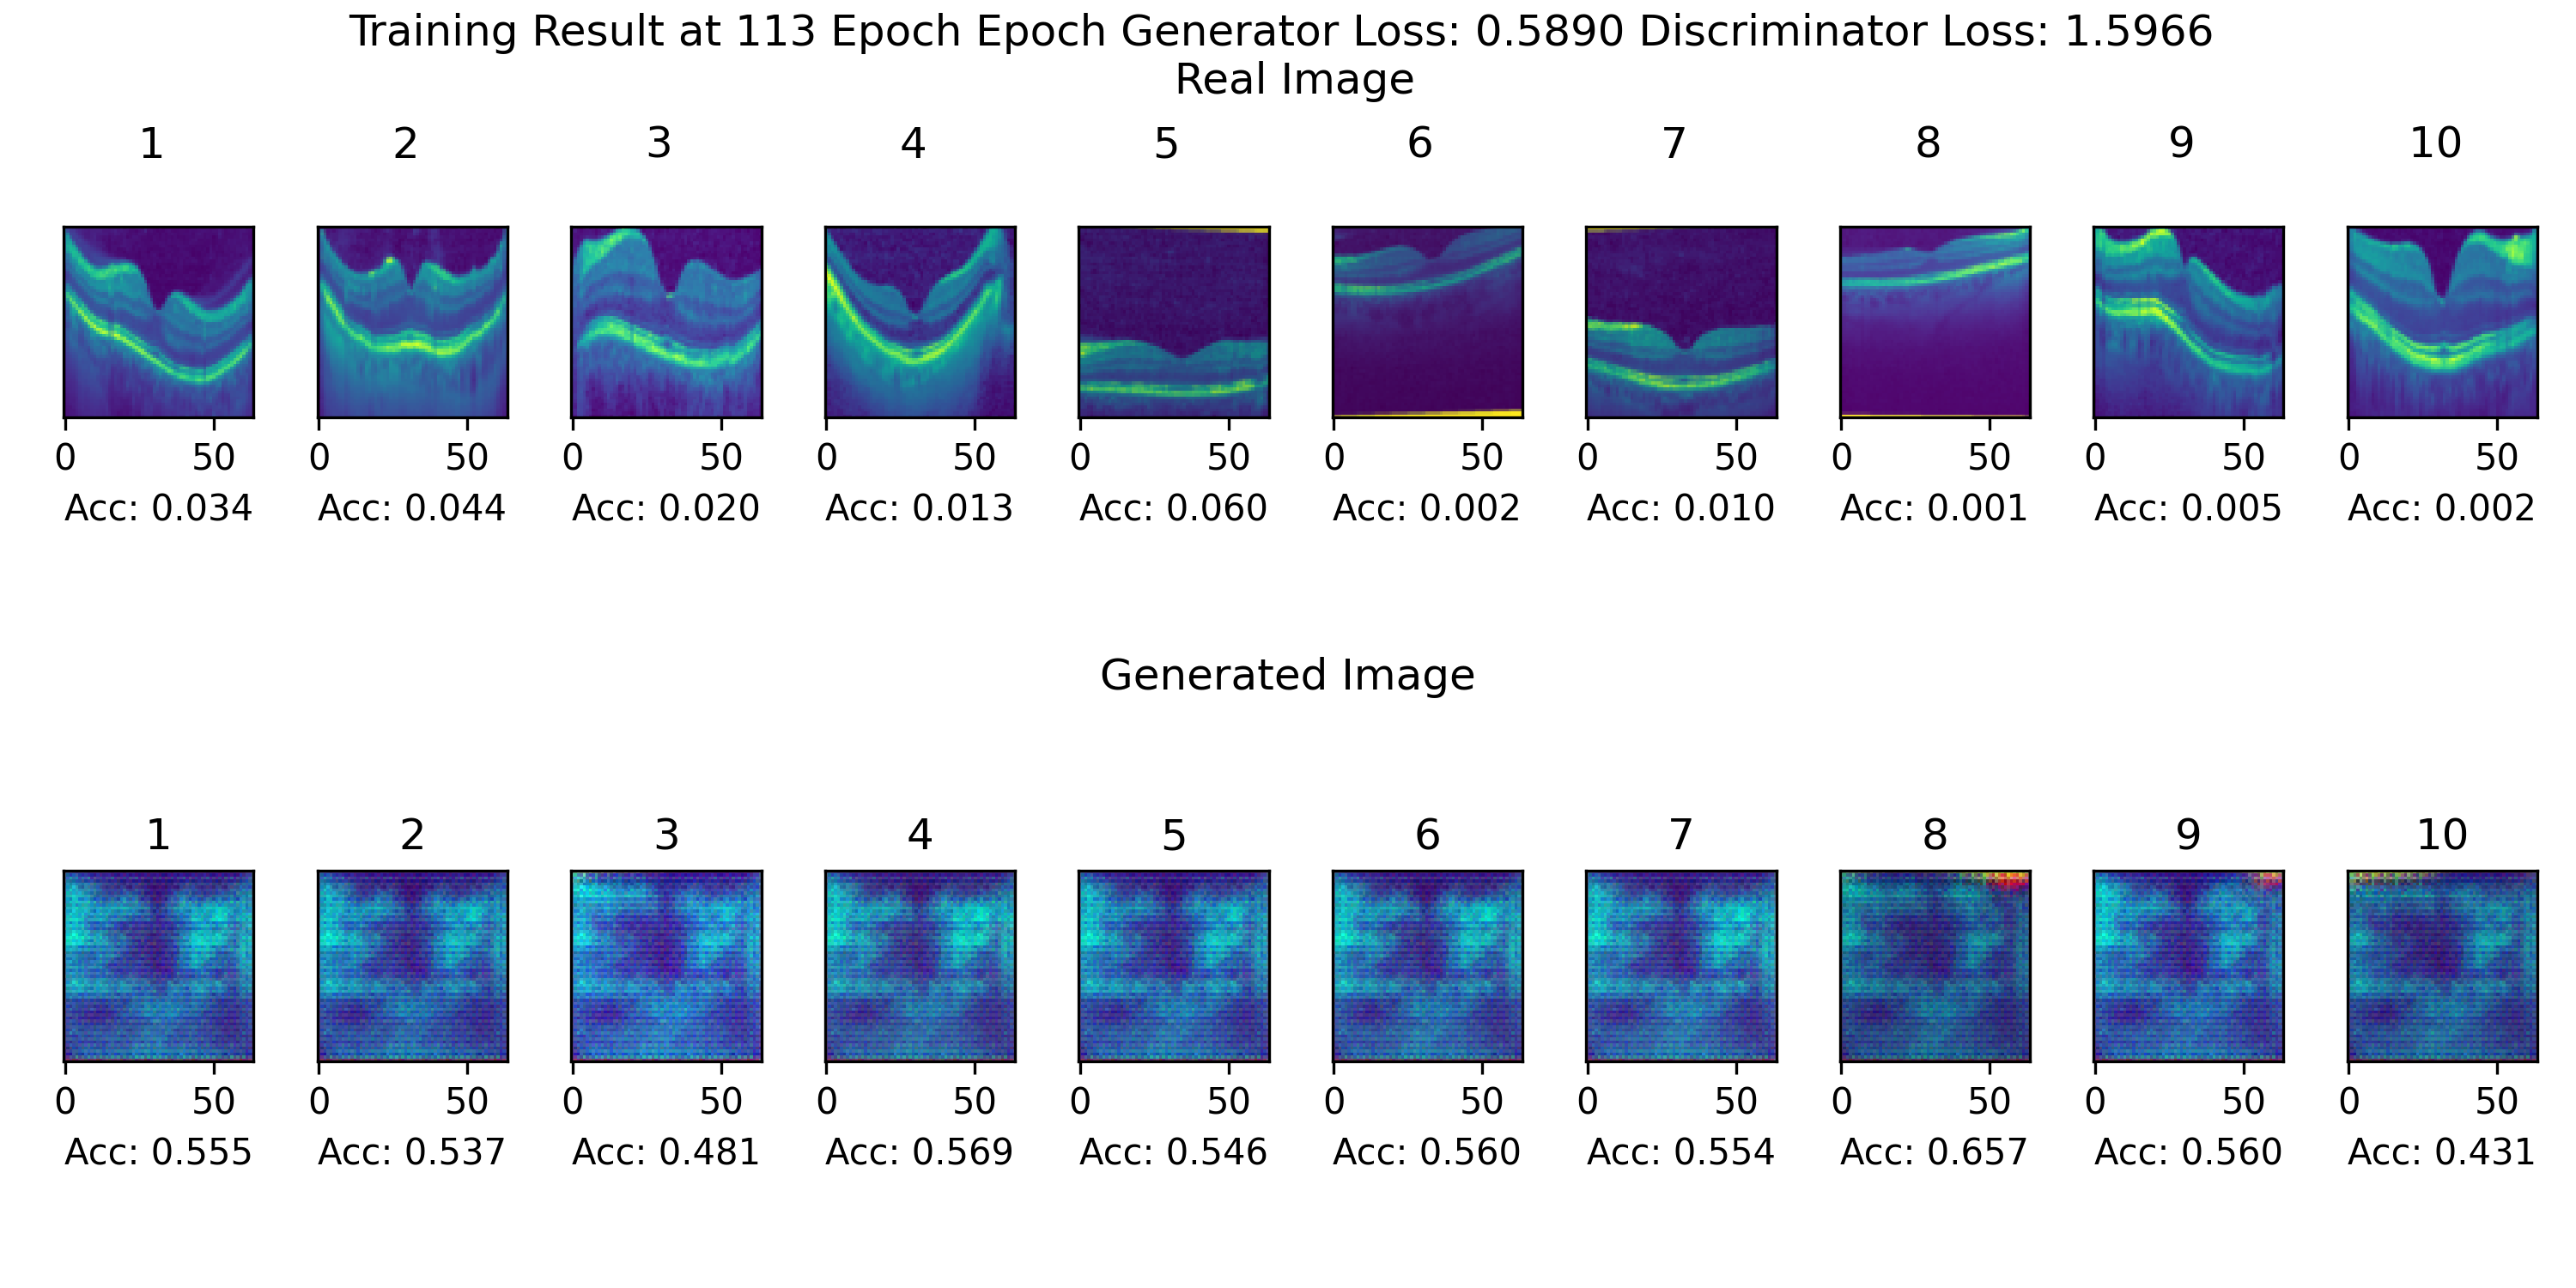 Training Result at 113 Epoch Epoch Generator Loss: 0.5890 Discriminator Loss: 1.5966
Real Image
1 2 3 4 5 6 7 8 9 10
0 50 0 50 0 50 0 50 0 50 0 50 0 50 0 50 0 50 0 50
Acc: 0.034 Acc: 0.044 Acc: 0.020 Acc: 0.013 Acc: 0.060 Acc: 0.002 Acc: 0.010 Acc: 0.001 Acc: 0.005 Acc: 0.002
Generated Image
1 2 3 4 5 6 7 8 9 10
0 50 0 50 0 50 0 50 0 50 0 50 0 50 0 50 0 50 0 50
Acc: 0.555 Acc: 0.537 Acc: 0.481 Acc: 0.569 Acc: 0.546 Acc: 0.560 Acc: 0.554 Acc: 0.657 Acc: 0.560 Acc: 0.431